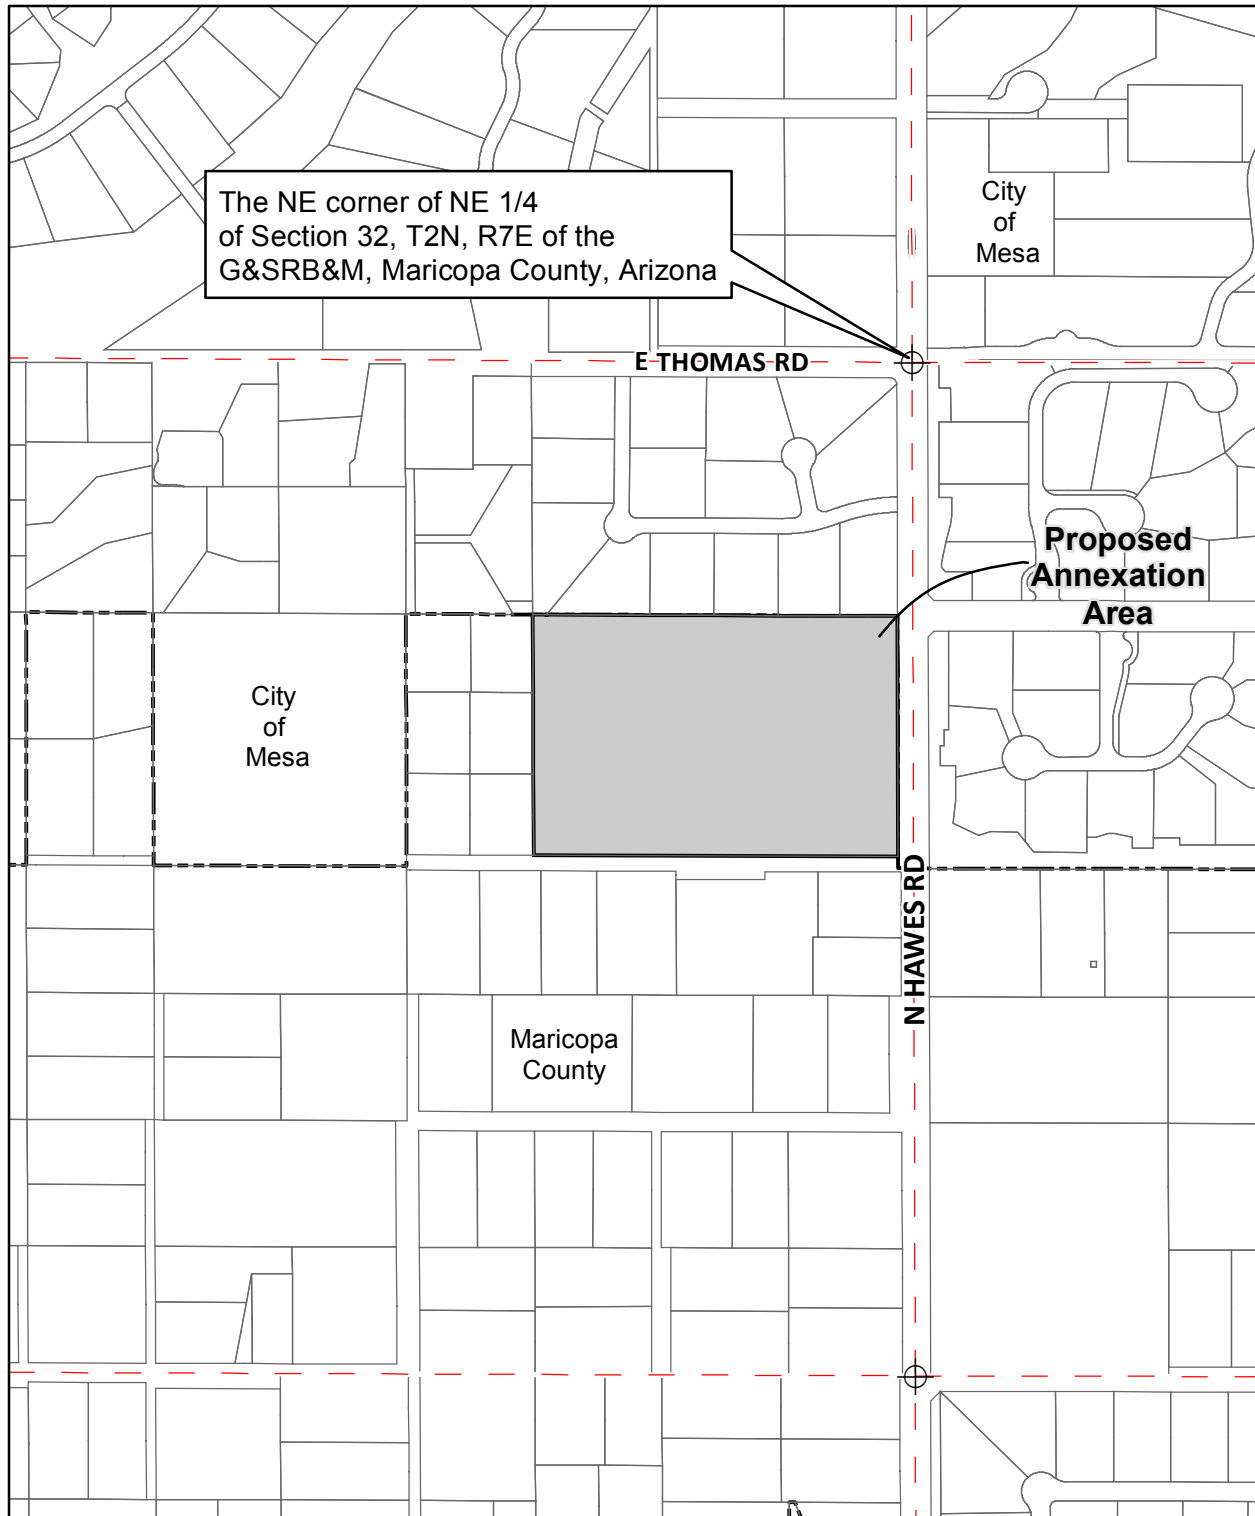 The NE corner of NE 1/4
of Section 32, T2N, R7E of the
G&SRB&M, Maricopa County, Arizona
City
of
Mesa
E THOMAS RD
Proposed
Annexation
Area
City
of
Mesa
N HAWES RD
Maricopa
County